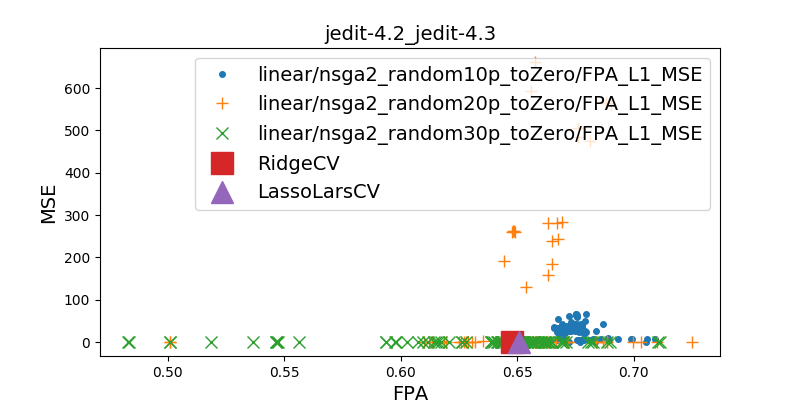 jedit-4.2_jedit-4.3
linear/nsga2_random10p_toZero/FPA_L1_MSE
linear/nsga2_random20p_toZero/FPA_L1_MSE
linear/nsga2_random30p_toZero/FPA_L1_MSE
RidgeCV
LassoLarsCV
MSE
600
500
400
300
200
100
0
0.50 0.55 0.60 0.65 0.70
FPA